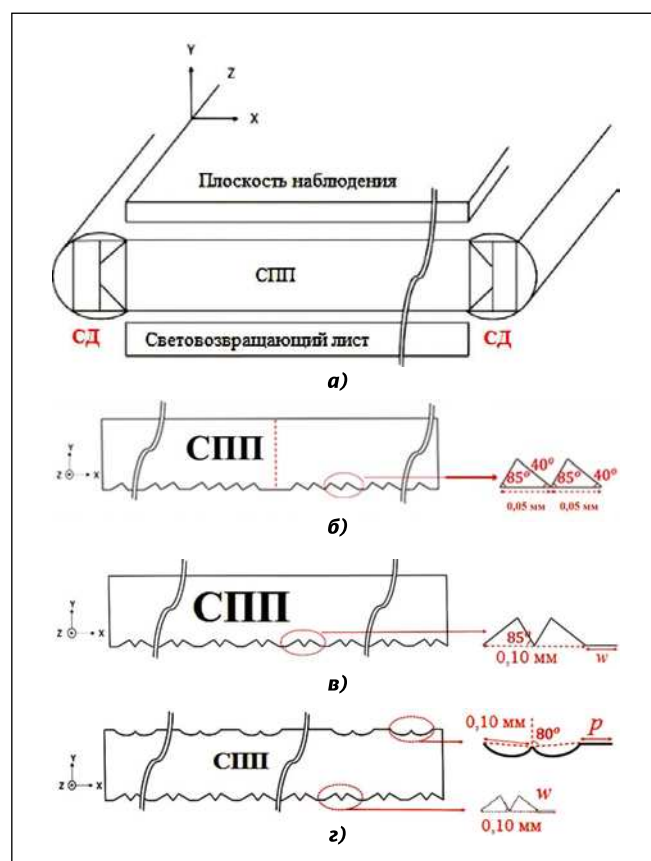 Y
Z
X
Плоскость наблюдения
СПП
СД
СД
Световозвращающий лист
а)
Y
Z
X
СПП
85° 40° 85° 40°
0,05 мм 0,05 мм
б)
Y
Z
X
СПП
85°
0,10 мм w
в)
0,10 мм 80° p
Y
Z
X
СПП
w
0,10 мм
г)